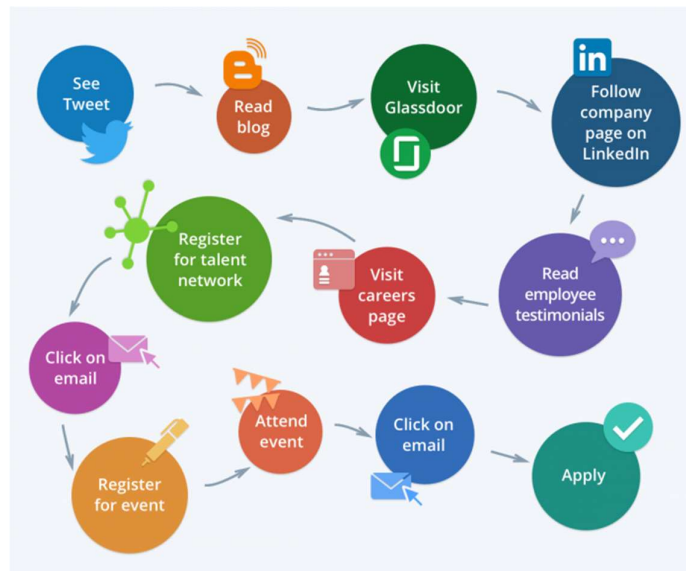 See
Tweet
Read
blog
Visit
Glassdoor
in
Follow
company
page on
LinkedIn
Read
employee
testimonials
Visit
careers
page
Register
for talent
network
Click on
email
Register
for event
Attend
event
Click on
email
Apply